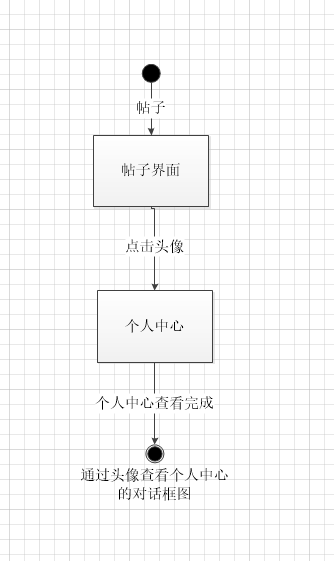 帖子
帖子界面
点击头像
个人中心
个人中心查看完成
通过头像查看个人中心
的对话框图